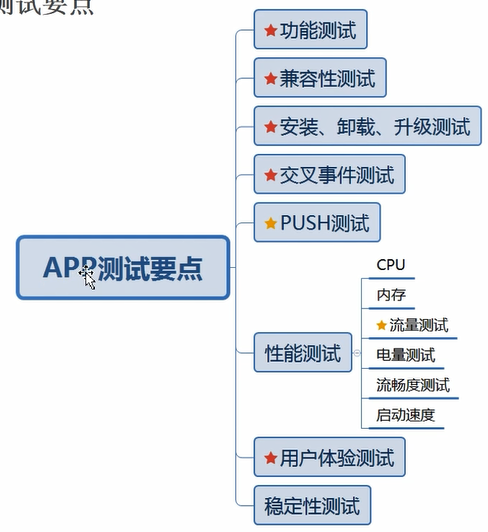 测试要点
功能测试
兼容性测试
安装、卸载、升级测试
交叉事件测试
PUSH测试
APP测试要点
性能测试
CPU
内存
流量测试
电量测试
流畅度测试
启动速度
用户体验测试
稳定性测试